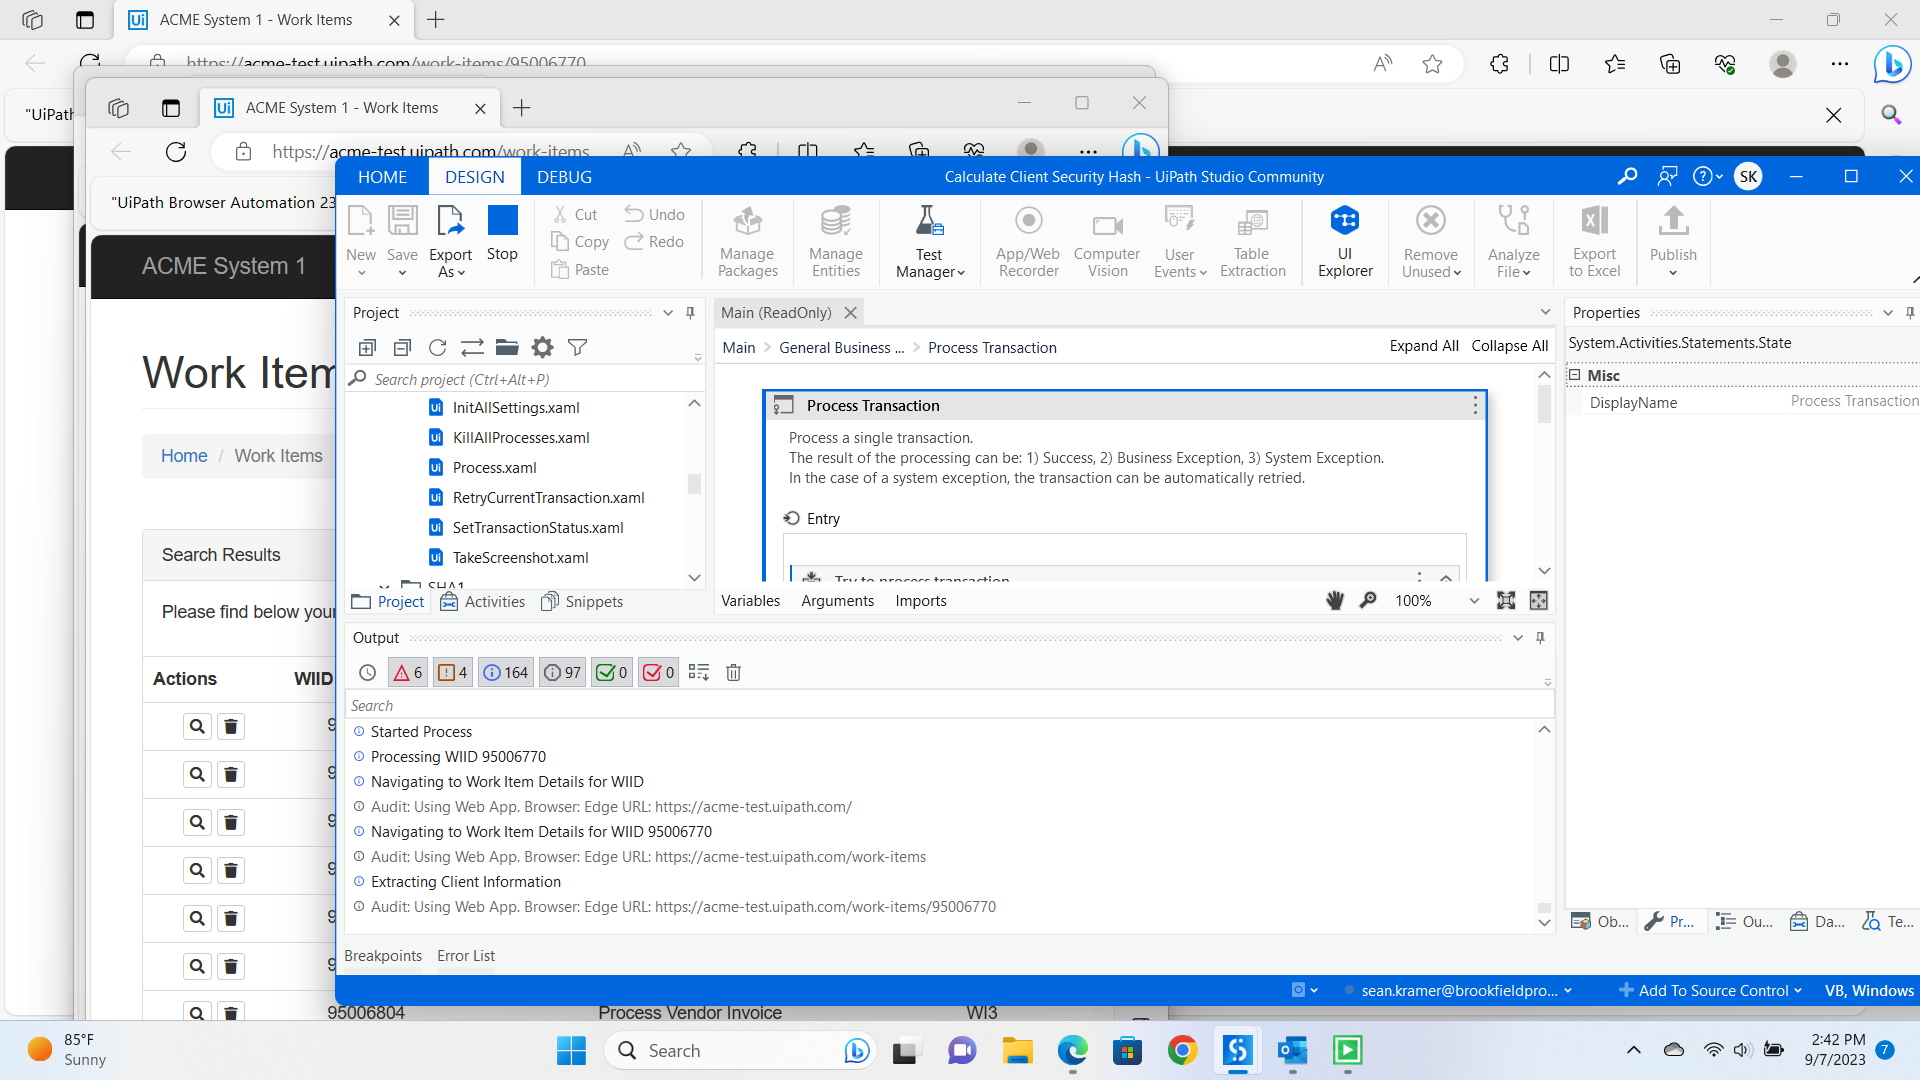 ACME System 1 - Work Items
https://acme-test.uipath.com/work-items/95006770
"UiPath
ACME System 1 - Work Items
https://acme-test.uipath.com/work-items
"UiPath Browser Automation 23
ACME System 1
Work Item
Home / Work Items
Search Results
Please find below your
Actions WIID
9
9
9
9
9
9
95006804 Process Vendor Invoice WI3
HOME DESIGN DEBUG Calculate Client Security Hash - UiPath Studio Community SK
New Save Export As Stop
Cut Copy Paste
Undo Redo
Manage Packages
Manage Entities
Test Manager
App/Web Recorder
Computer Vision
User Events
Table Extraction
UI Explorer
Remove Unused
Analyze File
Export to Excel
Publish
Project
Search project (Ctrl+Alt+P)
InitAllSettings.xaml
KillAllProcesses.xaml
Process.xaml
RetryCurrentTransaction.xaml
SetTransactionStatus.xaml
TakeScreenshot.xaml
SHA1
Project Activities Snippets
Main (ReadOnly)
Main > General Business ... > Process Transaction Expand All Collapse All
Process Transaction
Process a single transaction.
The result of the processing can be: 1) Success, 2) Business Exception, 3) System Exception.
In the case of a system exception, the transaction can be automatically retried.
Entry
Try to process transaction
Variables Arguments Imports 100%
Properties
System.Activities.Statements.State
Misc
DisplayName Process Transaction
Output
6 4 164 97 0 0
Search
Started Process
Processing WIID 95006770
Navigating to Work Item Details for WIID
Audit: Using Web App. Browser: Edge URL: https://acme-test.uipath.com/
Navigating to Work Item Details for WIID 95006770
Audit: Using Web App. Browser: Edge URL: https://acme-test.uipath.com/work-items
Extracting Client Information
Audit: Using Web App. Browser: Edge URL: https://acme-test.uipath.com/work-items/95006770
Ob... Pr... Ou... Da... Te...
Breakpoints Error List
sean.kramer@brookfieldpro... Add To Source Control VB, Windows
85°F
Sunny
Search
2:42 PM
9/7/2023
7